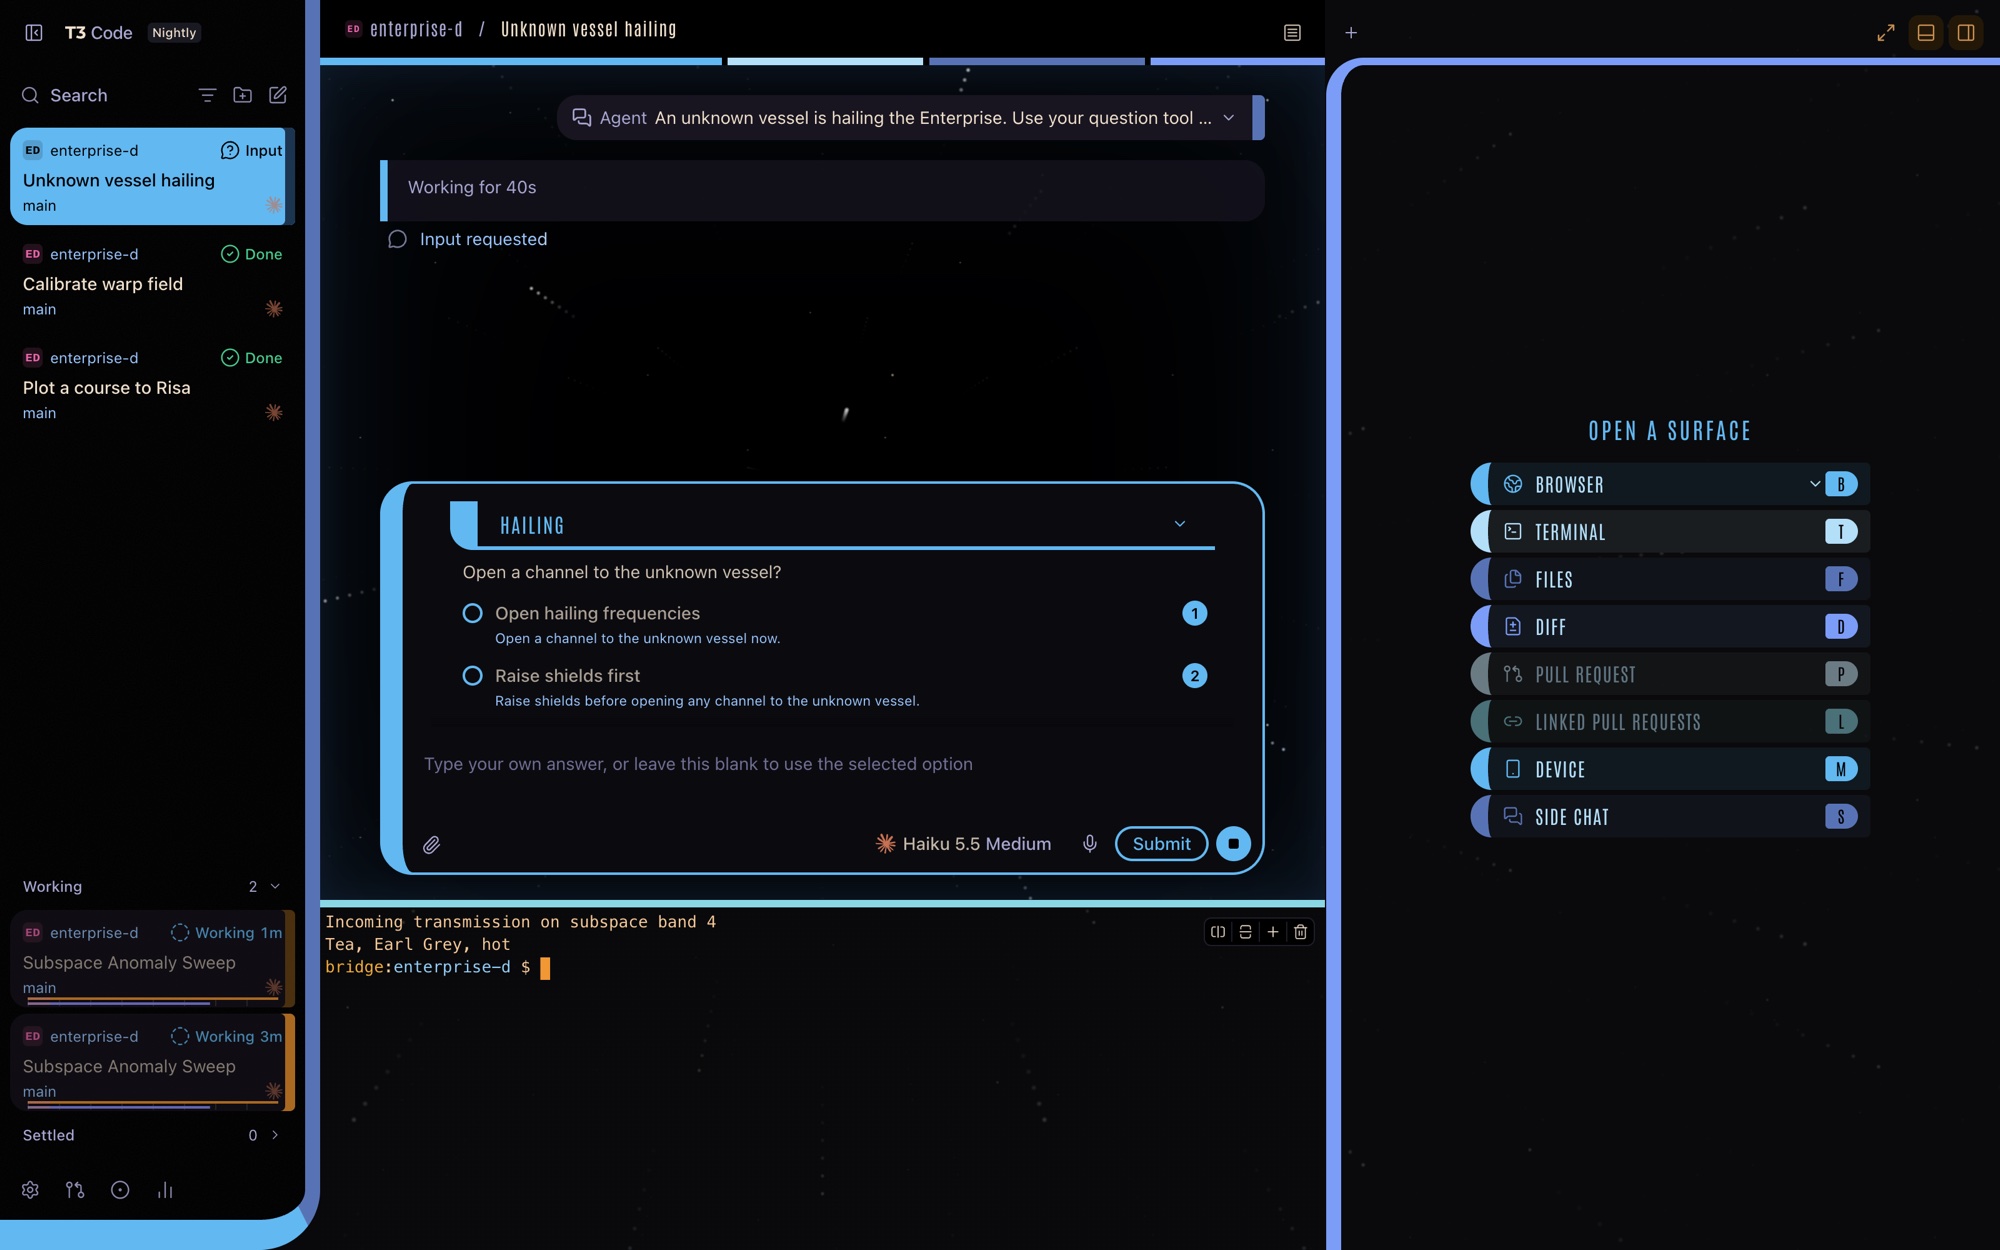 T3 Code Nightly
Search
ED enterprise-d Input
Unknown vessel hailing
main
ED enterprise-d Done
Calibrate warp field
main
ED enterprise-d Done
Plot a course to Risa
main
Working 2
ED enterprise-d Working 1m
Subspace Anomaly Sweep
main
ED enterprise-d Working 3m
Subspace Anomaly Sweep
main
Settled 0
ED enterprise-d / Unknown vessel hailing
Agent An unknown vessel is hailing the Enterprise. Use your question tool ...
Working for 40s
Input requested
HAILING
Open a channel to the unknown vessel?
Open hailing frequencies 1
Open a channel to the unknown vessel now.
Raise shields first 2
Raise shields before opening any channel to the unknown vessel.
Type your own answer, or leave this blank to use the selected option
Haiku 5.5 Medium Submit
Incoming transmission on subspace band 4
Tea, Earl Grey, hot
bridge:enterprise-d $
OPEN A SURFACE
BROWSER B
TERMINAL T
FILES F
DIFF D
PULL REQUEST P
LINKED PULL REQUESTS L
DEVICE M
SIDE CHAT S